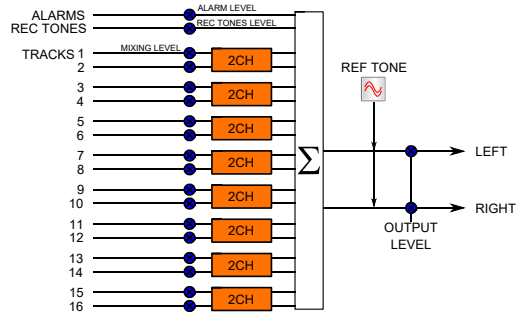 ALARMS
ALARM LEVEL
REC TONES
REC TONES LEVEL
TRACKS 1
MIXING LEVEL
2
2CH
3
4
2CH
5
6
2CH
7
8
2CH
9
10
2CH
11
12
2CH
13
14
2CH
15
16
2CH
Σ
REF TONE
LEFT
RIGHT
OUTPUT
LEVEL